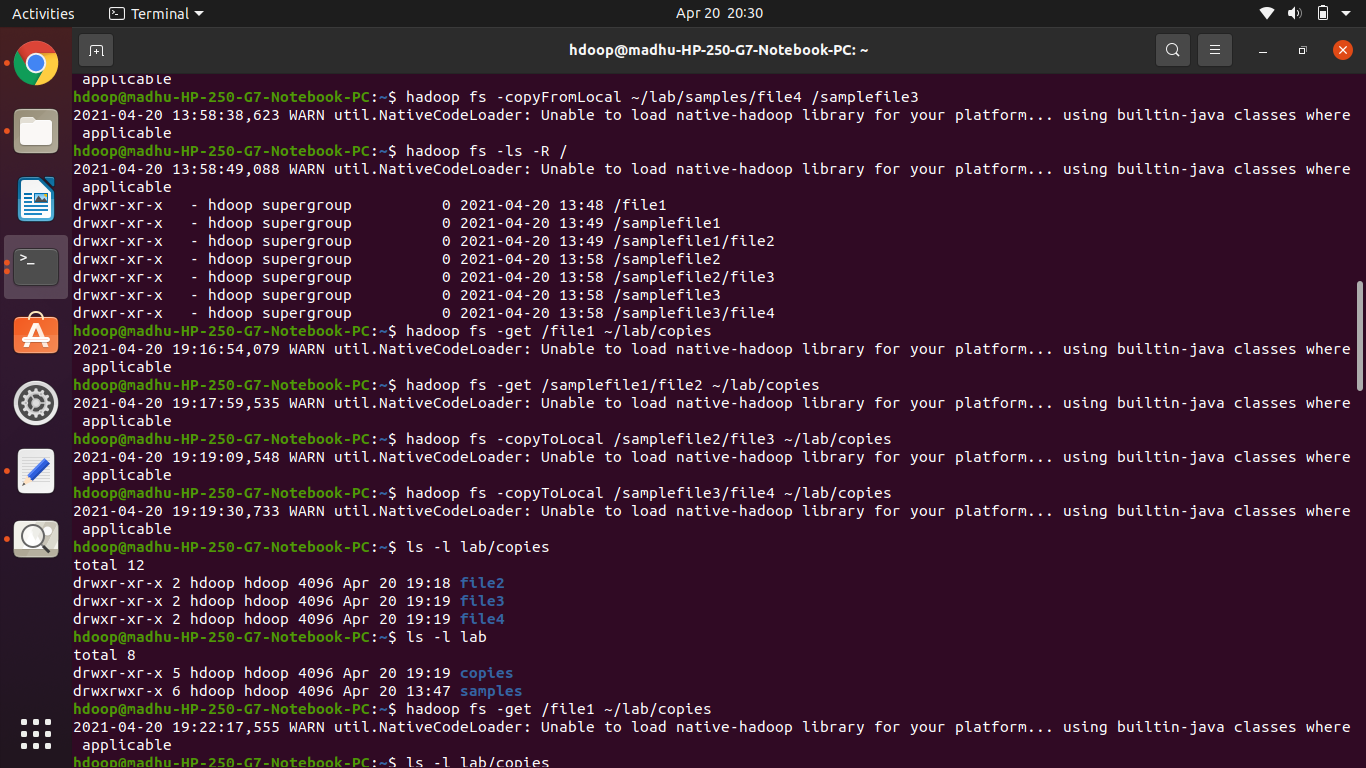 Activities Terminal Apr 20 20:30
hdoop@madhu-HP-250-G7-Notebook-PC: ~
applicable
hdoop@madhu-HP-250-G7-Notebook-PC:~$ hadoop fs -copyFromLocal ~/lab/samples/file4 /samplefile3
2021-04-20 13:58:38,623 WARN util.NativeCodeLoader: Unable to load native-hadoop library for your platform... using builtin-java classes where
applicable
hdoop@madhu-HP-250-G7-Notebook-PC:~$ hadoop fs -ls -R /
2021-04-20 13:58:49,088 WARN util.NativeCodeLoader: Unable to load native-hadoop library for your platform... using builtin-java classes where
applicable
drwxr-xr-x   - hdoop supergroup          0 2021-04-20 13:48 /file1
drwxr-xr-x   - hdoop supergroup          0 2021-04-20 13:49 /samplefile1
drwxr-xr-x   - hdoop supergroup          0 2021-04-20 13:49 /samplefile1/file2
drwxr-xr-x   - hdoop supergroup          0 2021-04-20 13:58 /samplefile2
drwxr-xr-x   - hdoop supergroup          0 2021-04-20 13:58 /samplefile2/file3
drwxr-xr-x   - hdoop supergroup          0 2021-04-20 13:58 /samplefile3
drwxr-xr-x   - hdoop supergroup          0 2021-04-20 13:58 /samplefile3/file4
hdoop@madhu-HP-250-G7-Notebook-PC:~$ hadoop fs -get /file1 ~/lab/copies
2021-04-20 19:16:54,079 WARN util.NativeCodeLoader: Unable to load native-hadoop library for your platform... using builtin-java classes where
applicable
hdoop@madhu-HP-250-G7-Notebook-PC:~$ hadoop fs -get /samplefile1/file2 ~/lab/copies
2021-04-20 19:17:59,535 WARN util.NativeCodeLoader: Unable to load native-hadoop library for your platform... using builtin-java classes where
applicable
hdoop@madhu-HP-250-G7-Notebook-PC:~$ hadoop fs -copyToLocal /samplefile2/file3 ~/lab/copies
2021-04-20 19:19:09,548 WARN util.NativeCodeLoader: Unable to load native-hadoop library for your platform... using builtin-java classes where
applicable
hdoop@madhu-HP-250-G7-Notebook-PC:~$ hadoop fs -copyToLocal /samplefile3/file4 ~/lab/copies
2021-04-20 19:19:30,733 WARN util.NativeCodeLoader: Unable to load native-hadoop library for your platform... using builtin-java classes where
applicable
hdoop@madhu-HP-250-G7-Notebook-PC:~$ ls -l lab/copies
total 12
drwxr-xr-x 2 hdoop hdoop 4096 Apr 20 19:18 file2
drwxr-xr-x 2 hdoop hdoop 4096 Apr 20 19:19 file3
drwxr-xr-x 2 hdoop hdoop 4096 Apr 20 19:19 file4
hdoop@madhu-HP-250-G7-Notebook-PC:~$ ls -l lab
total 8
drwxr-xr-x 5 hdoop hdoop 4096 Apr 20 19:19 copies
drwxrwxr-x 6 hdoop hdoop 4096 Apr 20 13:47 samples
hdoop@madhu-HP-250-G7-Notebook-PC:~$ hadoop fs -get /file1 ~/lab/copies
2021-04-20 19:22:17,555 WARN util.NativeCodeLoader: Unable to load native-hadoop library for your platform... using builtin-java classes where
applicable
hdoop@madhu-HP-250-G7-Notebook-PC:~$ ls -l lab/copies